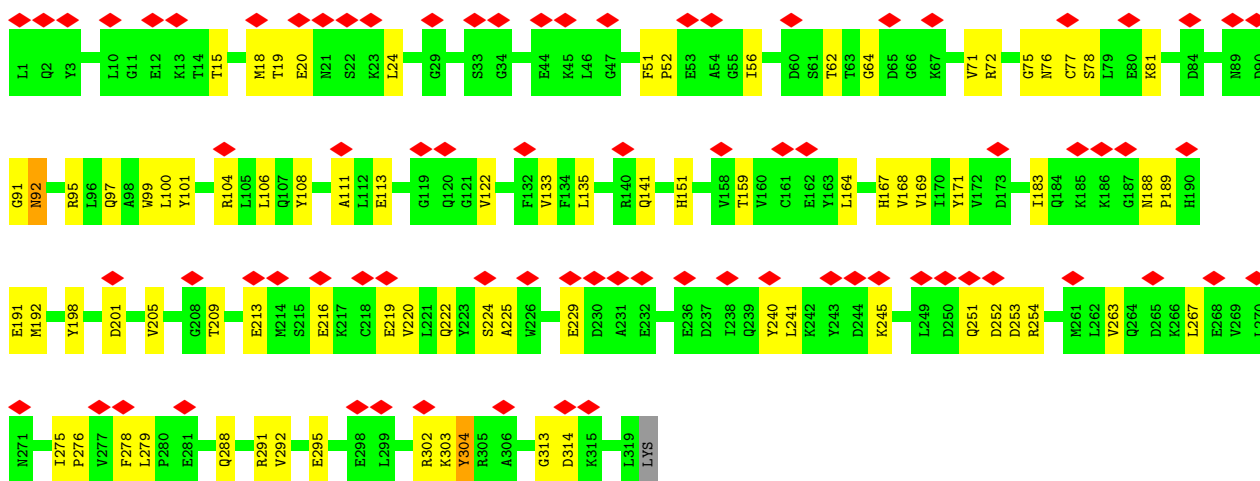 L1 Q2 Y3 L10 G11 E12 K13 T14 T15 M18 T19 E20 N21 S22 K23 L24 G29 S33 G34 E44 K45 L46 G47 F51 P52 E53 A54 G55 I56 D60 S61 T62 T63 G64 D65 G66 K67 V71 R72 G75 N76 C77 S78 L79 E80 K81 D84 N89 D90
G91 N92 R95 L96 Q97 A98 W99 L100 Y101 R104 L105 L106 Q107 Y108 A111 L112 E113 G119 Q120 G121 V122 F132 V133 F134 L135 R140 Q141 H151 V158 T159 V160 C161 E162 Y163 L164 H167 V168 V169 I170 Y171 V172 D173 I183 Q184 K185 K186 G187 N188 P189 H190
E191 M192 Y198 D201 V205 G208 T209 E213 M214 S215 E216 K217 C218 E219 V220 L221 Q222 Y223 S224 A225 W226 E229 D230 A231 E232 E236 D237 I238 Q239 Y240 L241 K242 Y243 D244 K245 L249 D250 Q251 D252 D253 R254 M261 L262 V263 Q264 D265 K266 L267 E268 V269
N271 I275 P276 V277 F278 L279 P280 E281 Q288 R291 V292 E295 E298 L299 R302 K303 Y304 R305 A306 G313 D314 K315 L319 LYS